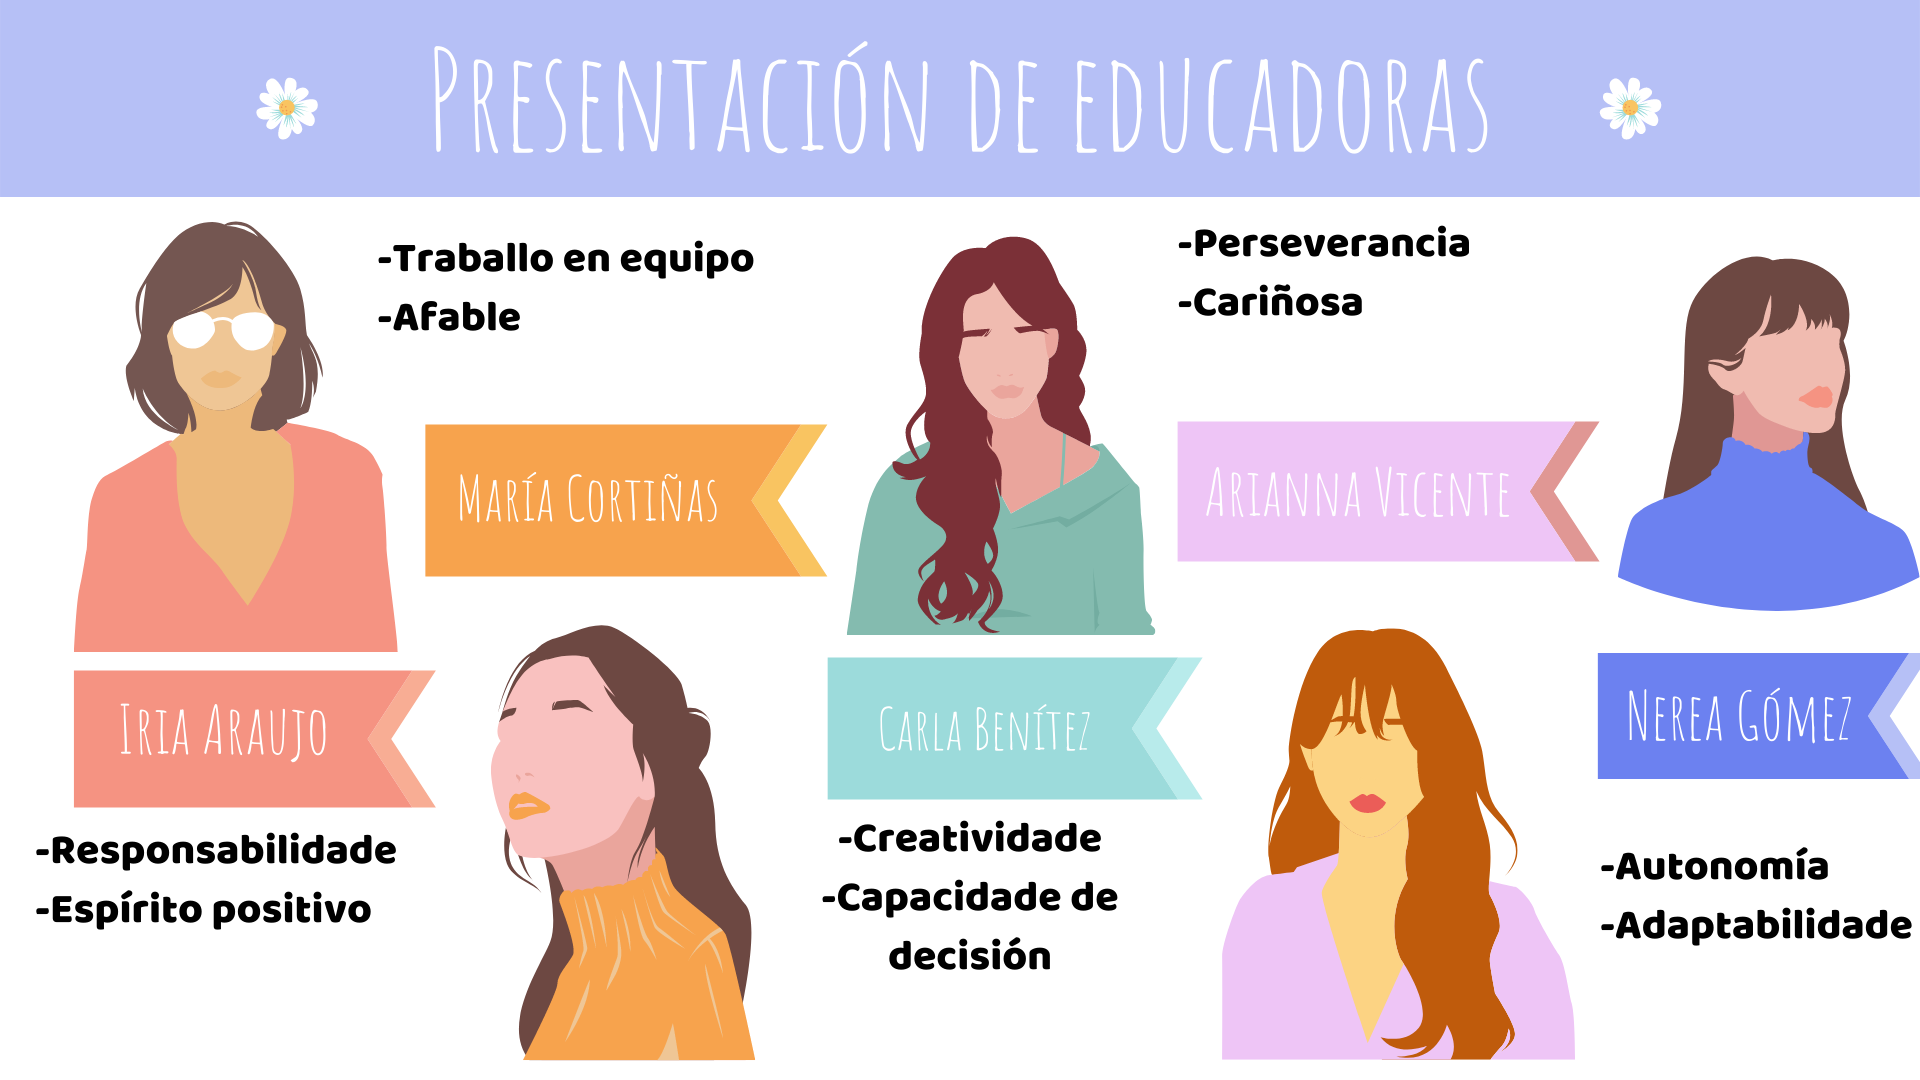 Presentación de educadoras
-Traballo en equipo
-Afable
María Cortiñas
-Perseverancia
-Cariñosa
Arianna Vicente
Iria Araujo
-Responsabilidade
-Espírito positivo
Carla Benítez
-Creatividade
-Capacidade de
decisión
Nerea Gómez
-Autonomía
-Adaptabilidade